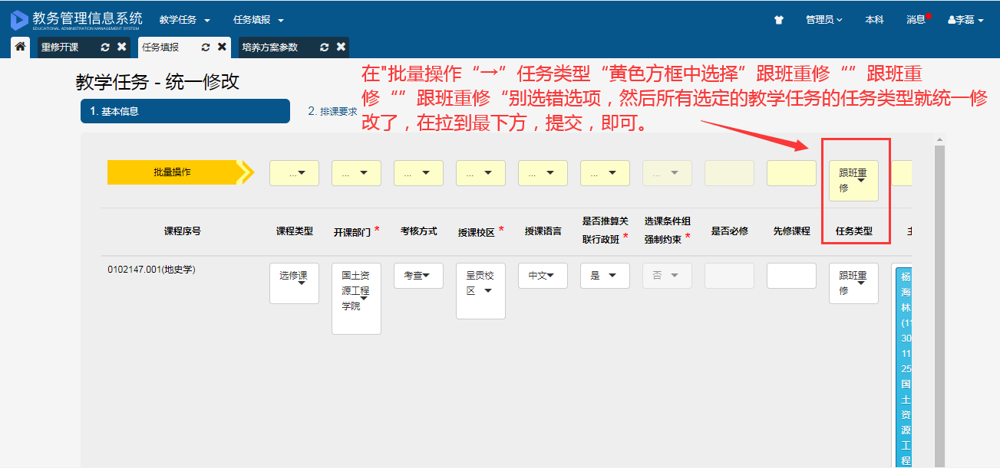 教务管理信息系统 教学任务 任务填报 管理员 本科 消息 李磊
EDUCATIONAL ADMINISTRATION MANAGEMENT SYSTEM
重修开课 任务填报 培养方案参数
教学任务 - 统一修改
在"批量操作“→”任务类型“黄色方框中选择”跟班重修“”跟班重
修“”跟班重修“别选错选项，然后所有选定的教学任务的任务类型就统一修
改了，在拉到最下方，提交，即可。
1. 基本信息
2. 排课要求
批量操作 ... ... ... ... ... ... ... 跟班重
修
课程序号 课程类型 开课部门 * 考核方式 授课校区 * 授课语言 是否推算关
联行政班 * 选课条件组
强制约束 * 是否必修 先修课程 任务类型
0102147.001(地史学)
选修课
国土资
源工程
学院
考查
呈贡校
区
中文
是
否
跟班重
修
杨
海
林
(11
30
11
25
国
土
资
源
工
程